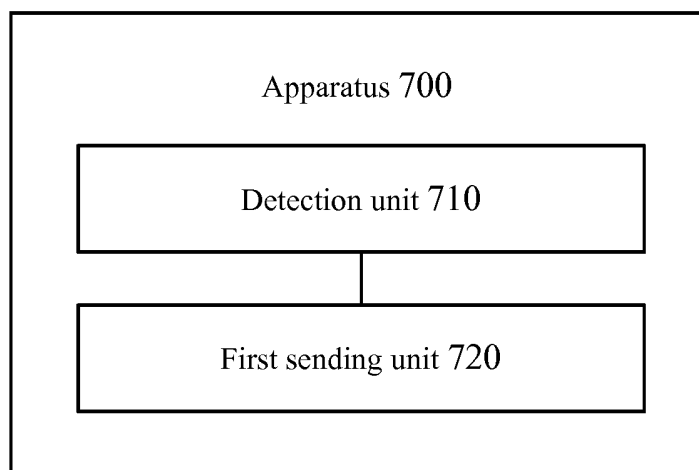 Apparatus 700
Detection unit 710
First sending unit 720